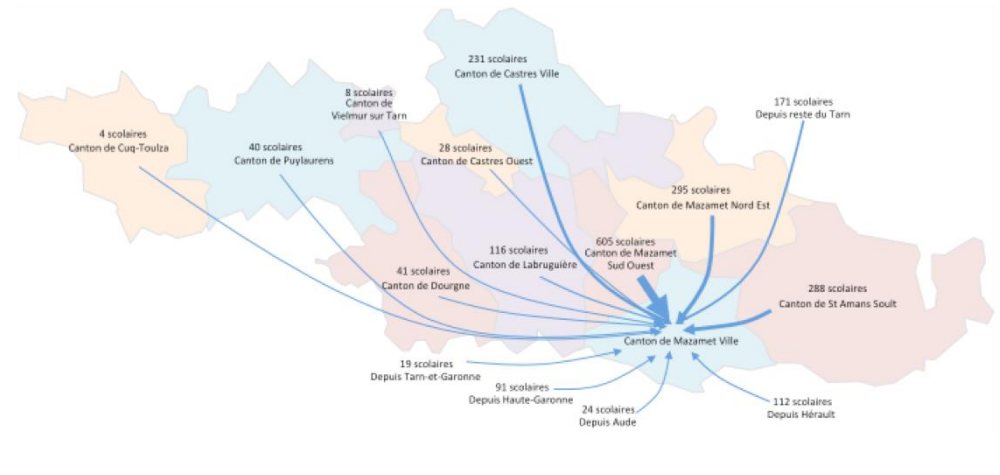 231 scolaires
Canton de Castres Ville
8 scolaires
Canton de
Vielmur sur Tarn
171 scolaires
Depuis reste du Tarn
4 scolaires
Canton de Cuq-Toulza
40 scolaires
Canton de Puylaurens
28 scolaires
Canton de Castres Ouest
295 scolaires
Canton de Mazamet Nord Est
116 scolaires
Canton de Labruguière
605 scolaires
Canton de Mazamet
Sud Ouest
41 scolaires
Canton de Dourgne
288 scolaires
Canton de St Amans Soult
Canton de Mazamet Ville
19 scolaires
Depuis Tarn-et-Garonne
91 scolaires
Depuis Haute-Garonne
24 scolaires
Depuis Aude
112 scolaires
Depuis Hérault